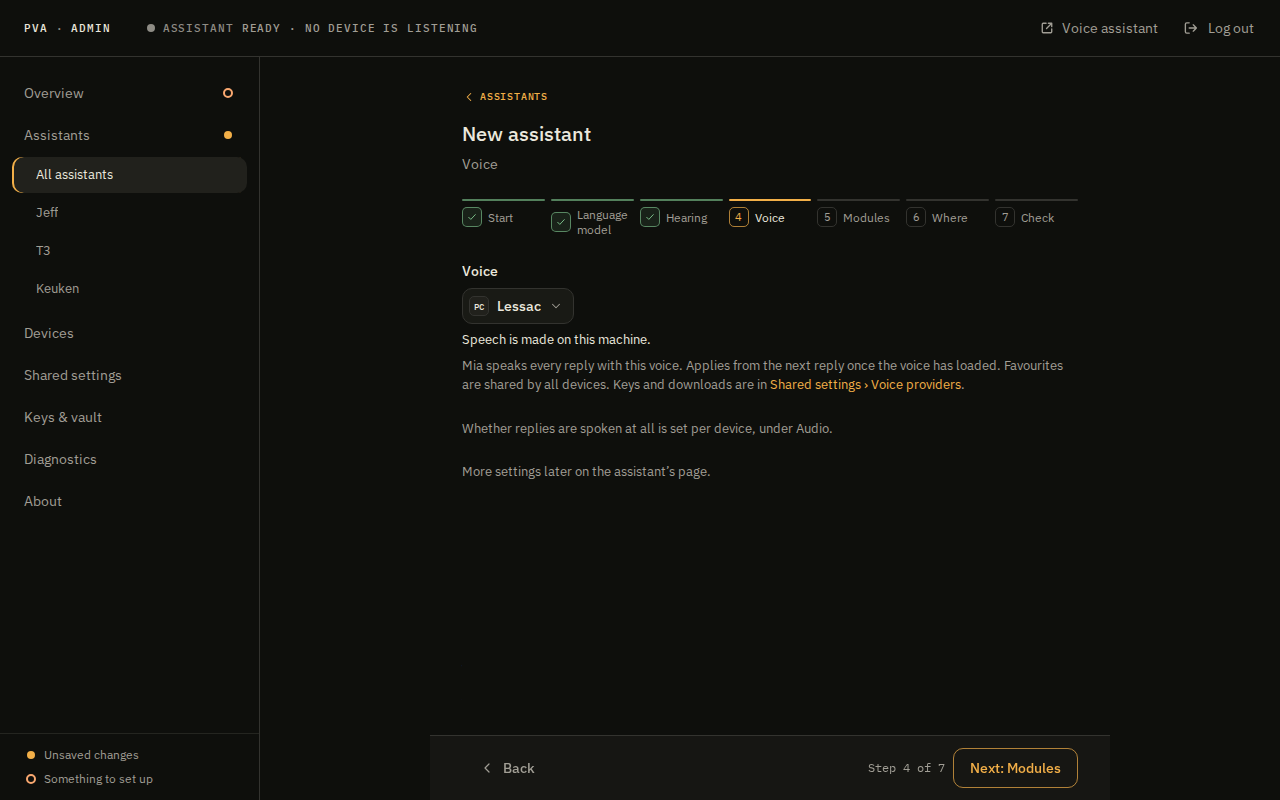 PVA · ADMIN
ASSISTANT READY · NO DEVICE IS LISTENING
Voice assistant
Log out
Overview
Assistants
All assistants
Jeff
T3
Keuken
Devices
Shared settings
Keys & vault
Diagnostics
About
Unsaved changes
Something to set up
ASSISTANTS
New assistant
Voice
Start
Language
model
Hearing
4 Voice
5 Modules
6 Where
7 Check
Voice
PC Lessac
Speech is made on this machine.
Mia speaks every reply with this voice. Applies from the next reply once the voice has loaded. Favourites
are shared by all devices. Keys and downloads are in Shared settings › Voice providers.
Whether replies are spoken at all is set per device, under Audio.
More settings later on the assistant’s page.
Back
Step 4 of 7
Next: Modules